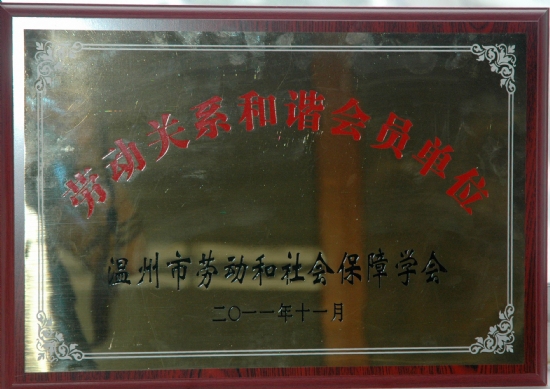 劳动关系和谐会员单位
温州市劳动和社会保障学会
二〇一一年十一月